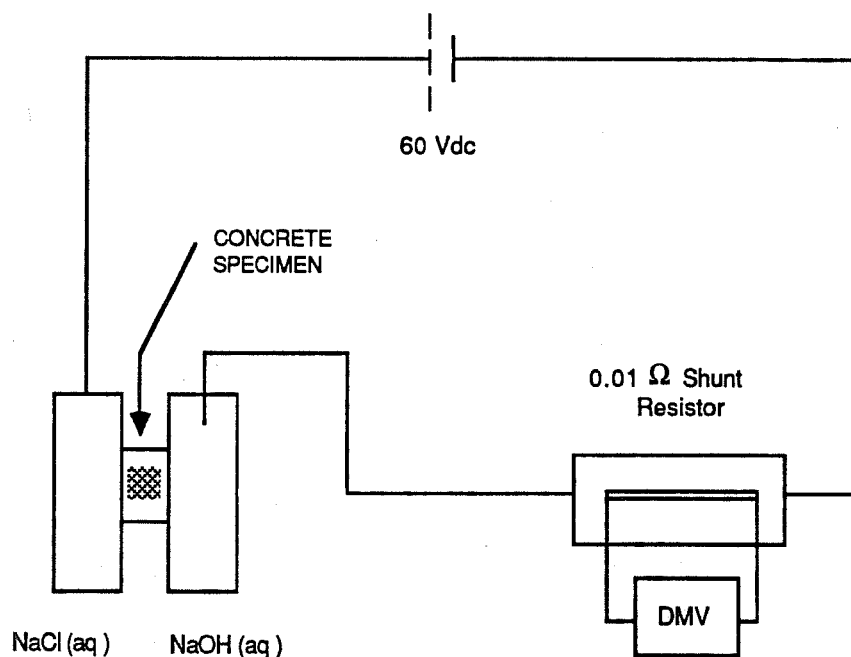 60 Vdc
CONCRETE
SPECIMEN
0.01 Ω Shunt
Resistor
DMV
NaCl (aq )
NaOH (aq )